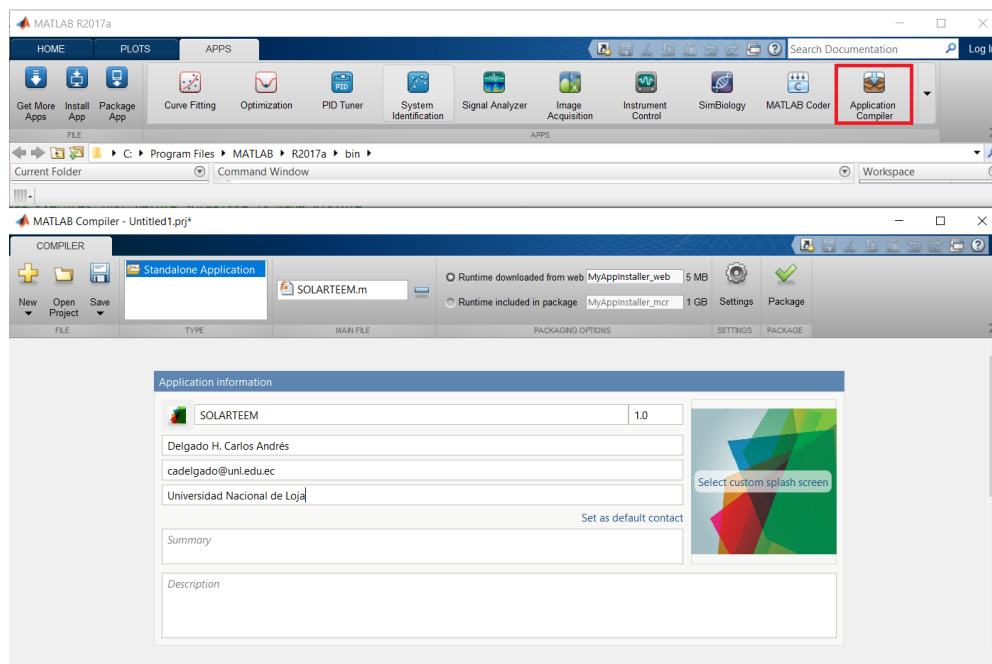 MATLAB R2017a
HOME PLOTS APPS Search Documentation Log I
Get More Apps Install App Package App Curve Fitting Optimization PID Tuner System Identification Signal Analyzer Image Acquisition Instrument Control SimBiology MATLAB Coder Application Compiler
FILE APPS
C: Program Files MATLAB R2017a bin
Current Folder Command Window Workspace
MATLAB Compiler - Untitled1.prj*
COMPILER
Standalone Application
SOLARTEEM.m
Runtime downloaded from web MyAppInstaller_web 5 MB
Runtime included in package MyAppInstaller_mcr 1 GB
New Open Project Save Settings Package
FILE TYPE MAIN FILE PACKAGING OPTIONS SETTINGS PACKAGE
Application information
SOLARTEEM 1.0
Delgado H. Carlos Andrés
cadelgado@unl.edu.ec
Universidad Nacional de Loja
Select custom splash screen
Set as default contact
Summary
Description